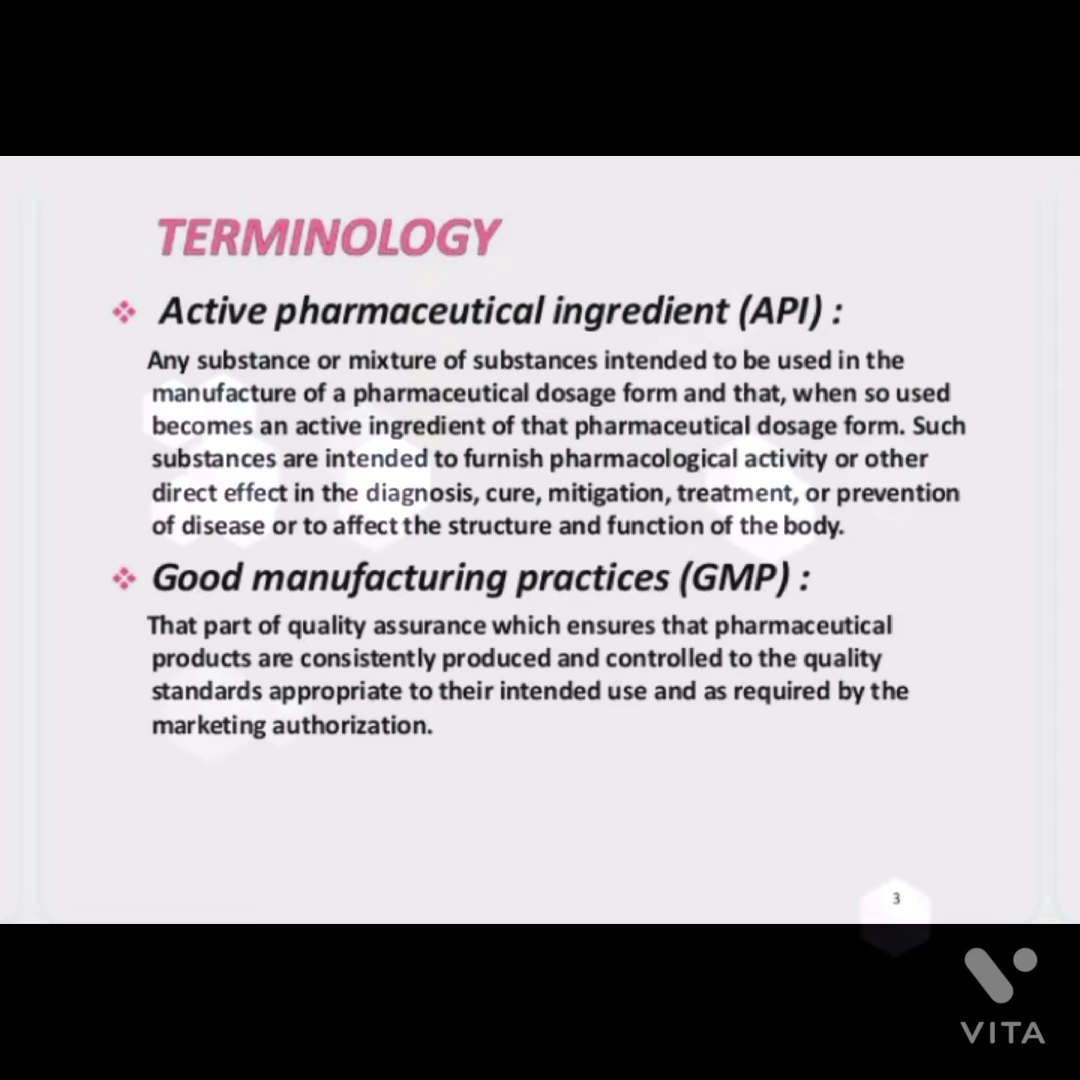 TERMINOLOGY
Active pharmaceutical ingredient (API) :
Any substance or mixture of substances intended to be used in the
manufacture of a pharmaceutical dosage form and that, when so used
becomes an active ingredient of that pharmaceutical dosage form. Such
substances are intended to furnish pharmacological activity or other
direct effect in the diagnosis, cure, mitigation, treatment, or prevention
of disease or to affect the structure and function of the body.
Good manufacturing practices (GMP) :
That part of quality assurance which ensures that pharmaceutical
products are consistently produced and controlled to the quality
standards appropriate to their intended use and as required by the
marketing authorization.
3
VITA